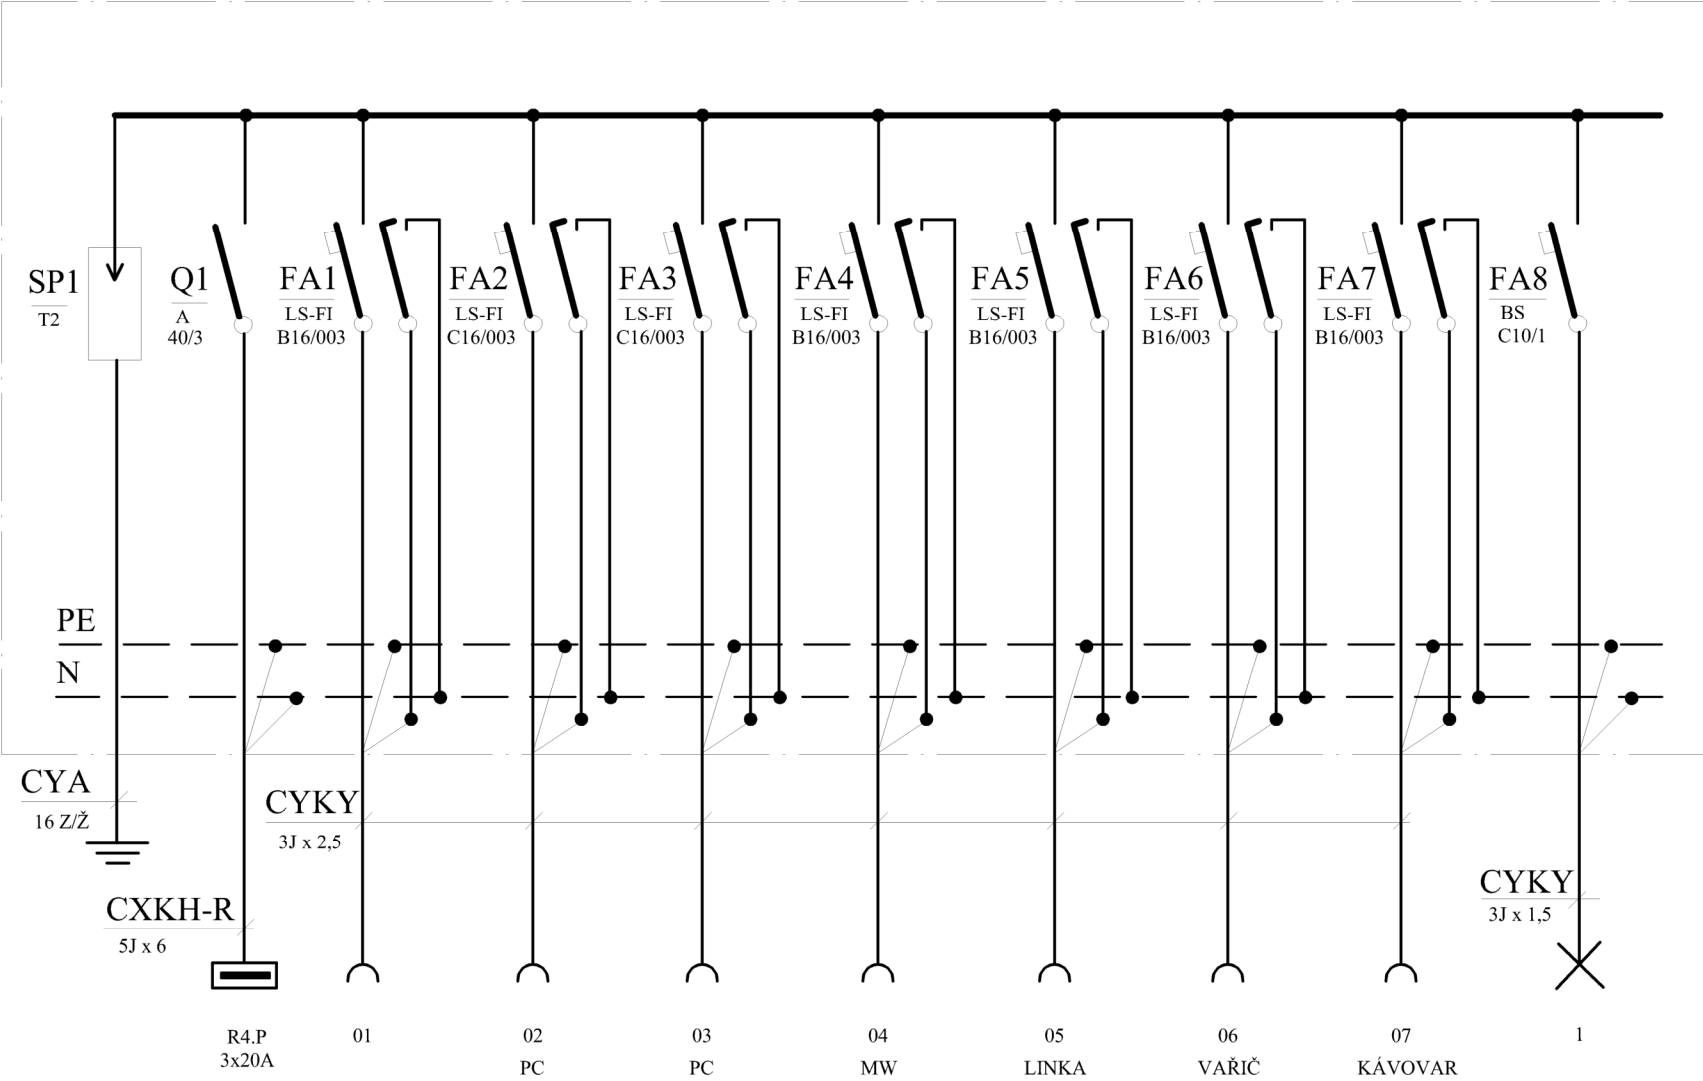 SP1
T2
Q1
A
40/3
FA1
LS-FI
B16/003
FA2
LS-FI
C16/003
FA3
LS-FI
C16/003
FA4
LS-FI
B16/003
FA5
LS-FI
B16/003
FA6
LS-FI
B16/003
FA7
LS-FI
B16/003
FA8
BS
C10/1
PE
N
CYA
16 Z/Ž
CYKY
3J x 2,5
CXKH-R
5J x 6
CYKY
3J x 1,5
R4.P
3x20A
01
02
PC
03
PC
04
MW
05
LINKA
06
VAŘIČ
07
KÁVOVAR
1